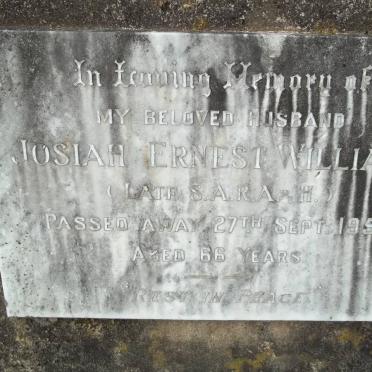 In Loving Memory of
MY BELOVED HUSBAND
JOSIAH ERNEST WILLIA
(LATE S.A.R. & H.)
PASSED AWAY 27TH SEPT. 195
AGED 66 YEARS
"REST IN PEACE"